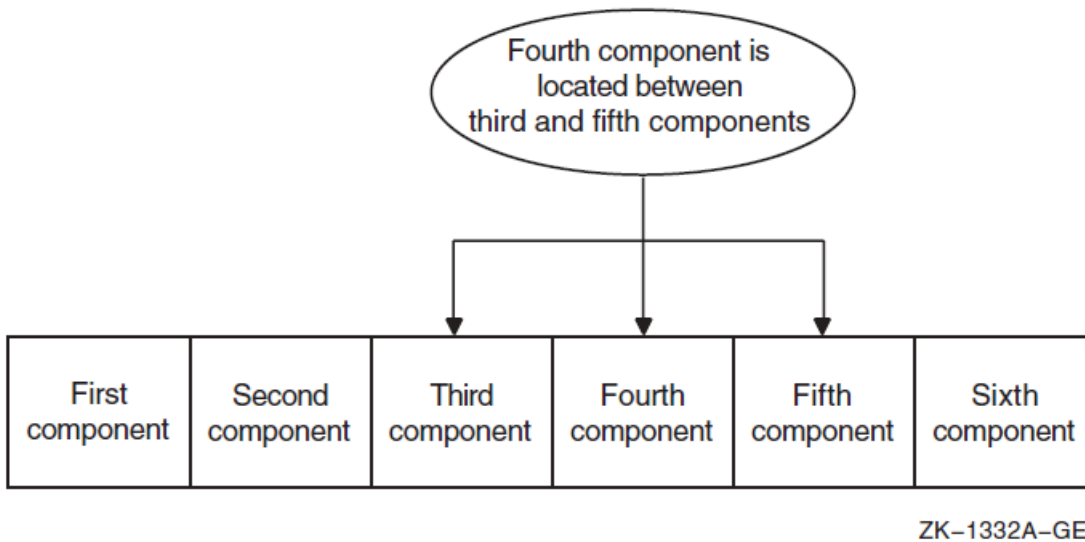 Fourth component is
located between
third and fifth components
First
component
Second
component
Third
component
Fourth
component
Fifth
component
Sixth
component
ZK–1332A–GE